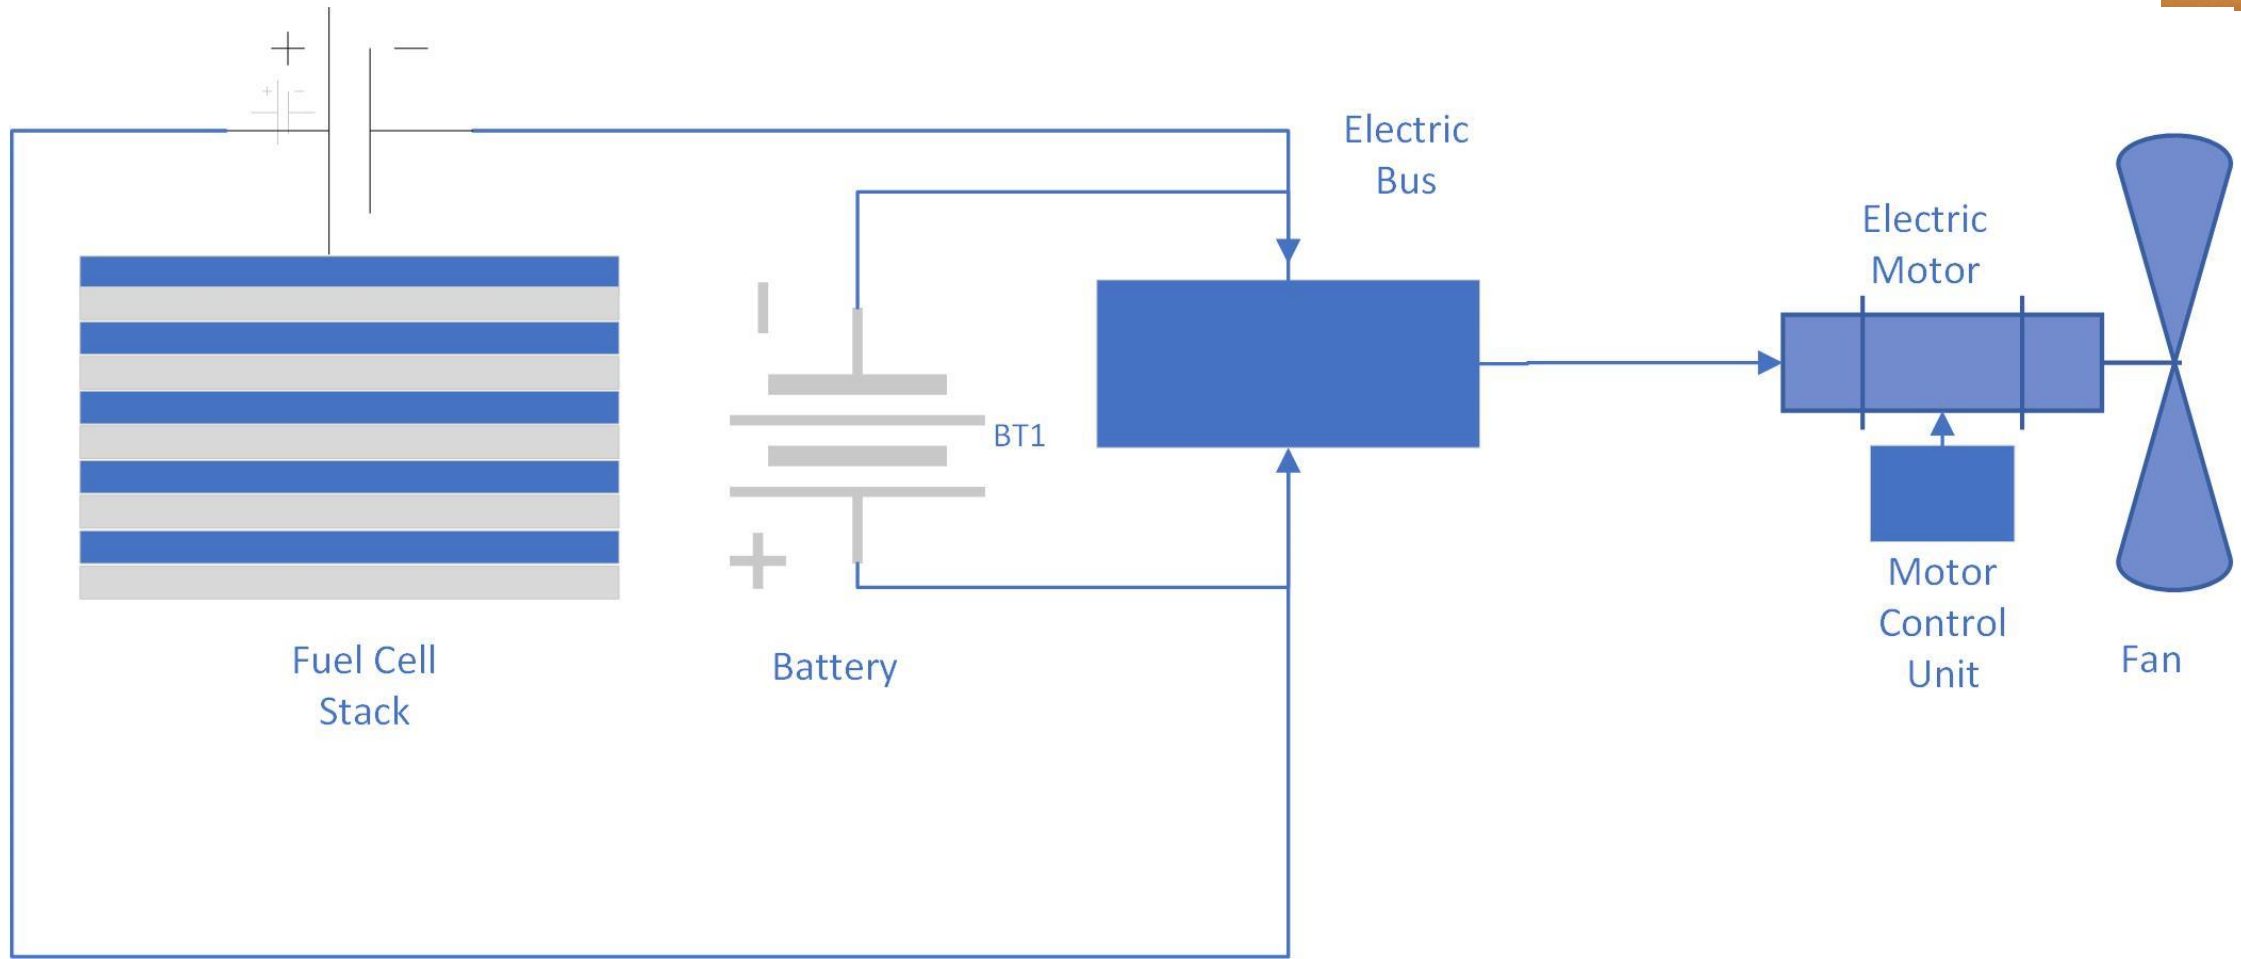 + −
+ −
Electric
Bus
Electric
Motor
−
BT1
+
Fuel Cell
Stack
Battery
Motor
Control
Unit
Fan